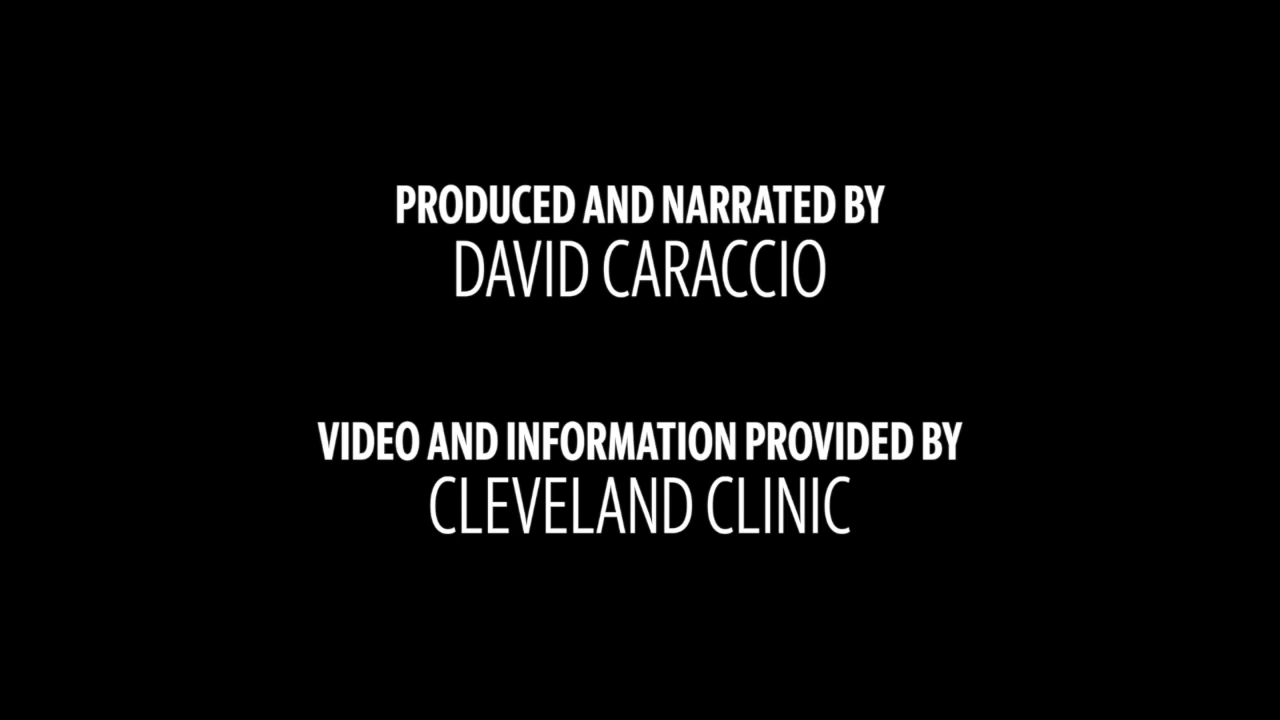 PRODUCED AND NARRATED BY
DAVID CARACCIO
VIDEO AND INFORMATION PROVIDED BY
CLEVELAND CLINIC